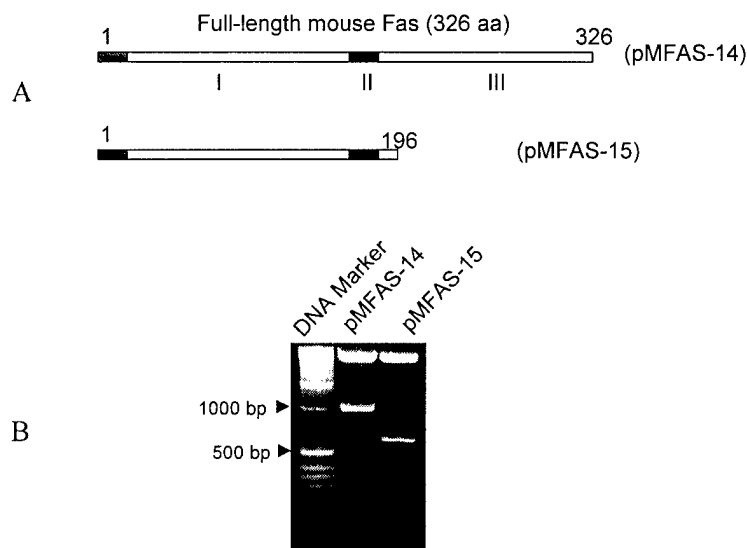 Full-length mouse Fas (326 aa)
1
326
(pMFAS-14)
A
I
II
III
1
196
(pMFAS-15)
DNA Marker
pMFAS-14
pMFAS-15
1000 bp
B
500 bp